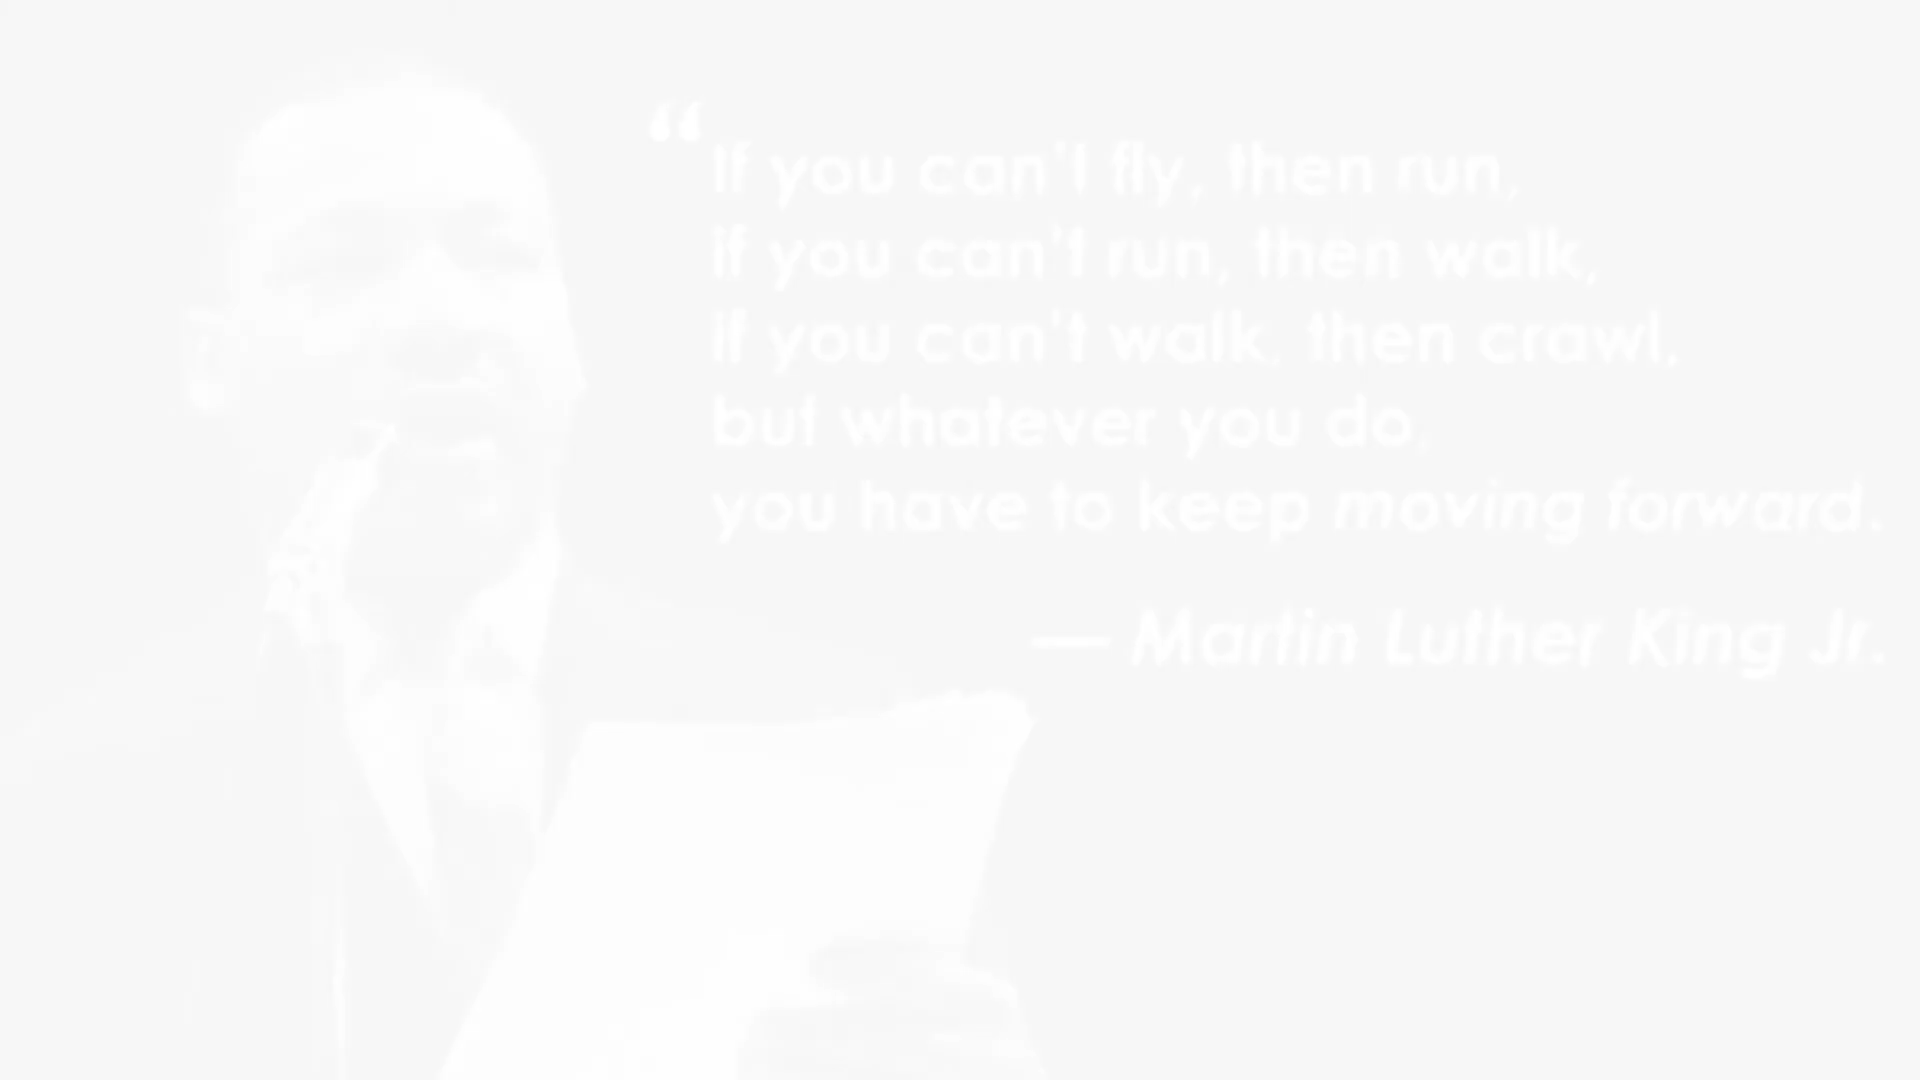 “If you can't fly, then run,
if you can't run, then walk,
if you can't walk, then crawl,
but whatever you do,
you have to keep moving forward.
— Martin Luther King Jr.